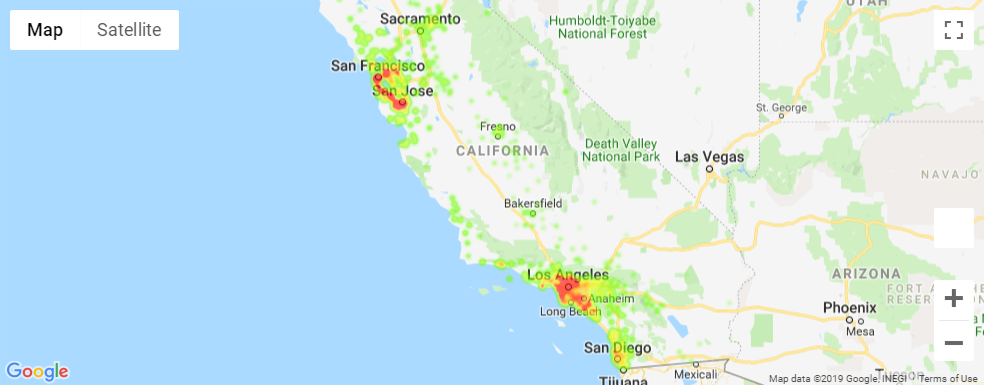 Map
Satellite
Sacramento
Humboldt-Toiyabe
National Forest
UTAH
San Francisco
San Jose
St. George
Fresno
CALIFORNIA
Death Valley
National Park
Las Vegas
NAVAJO
Bakersfield
Los Angeles
ARIZONA
Anaheim
Long Beach
Phoenix
Mesa
San Diego
Mexicali
Tijuana
Google
Map data ©2019 Google, INEGI
Terms of Use